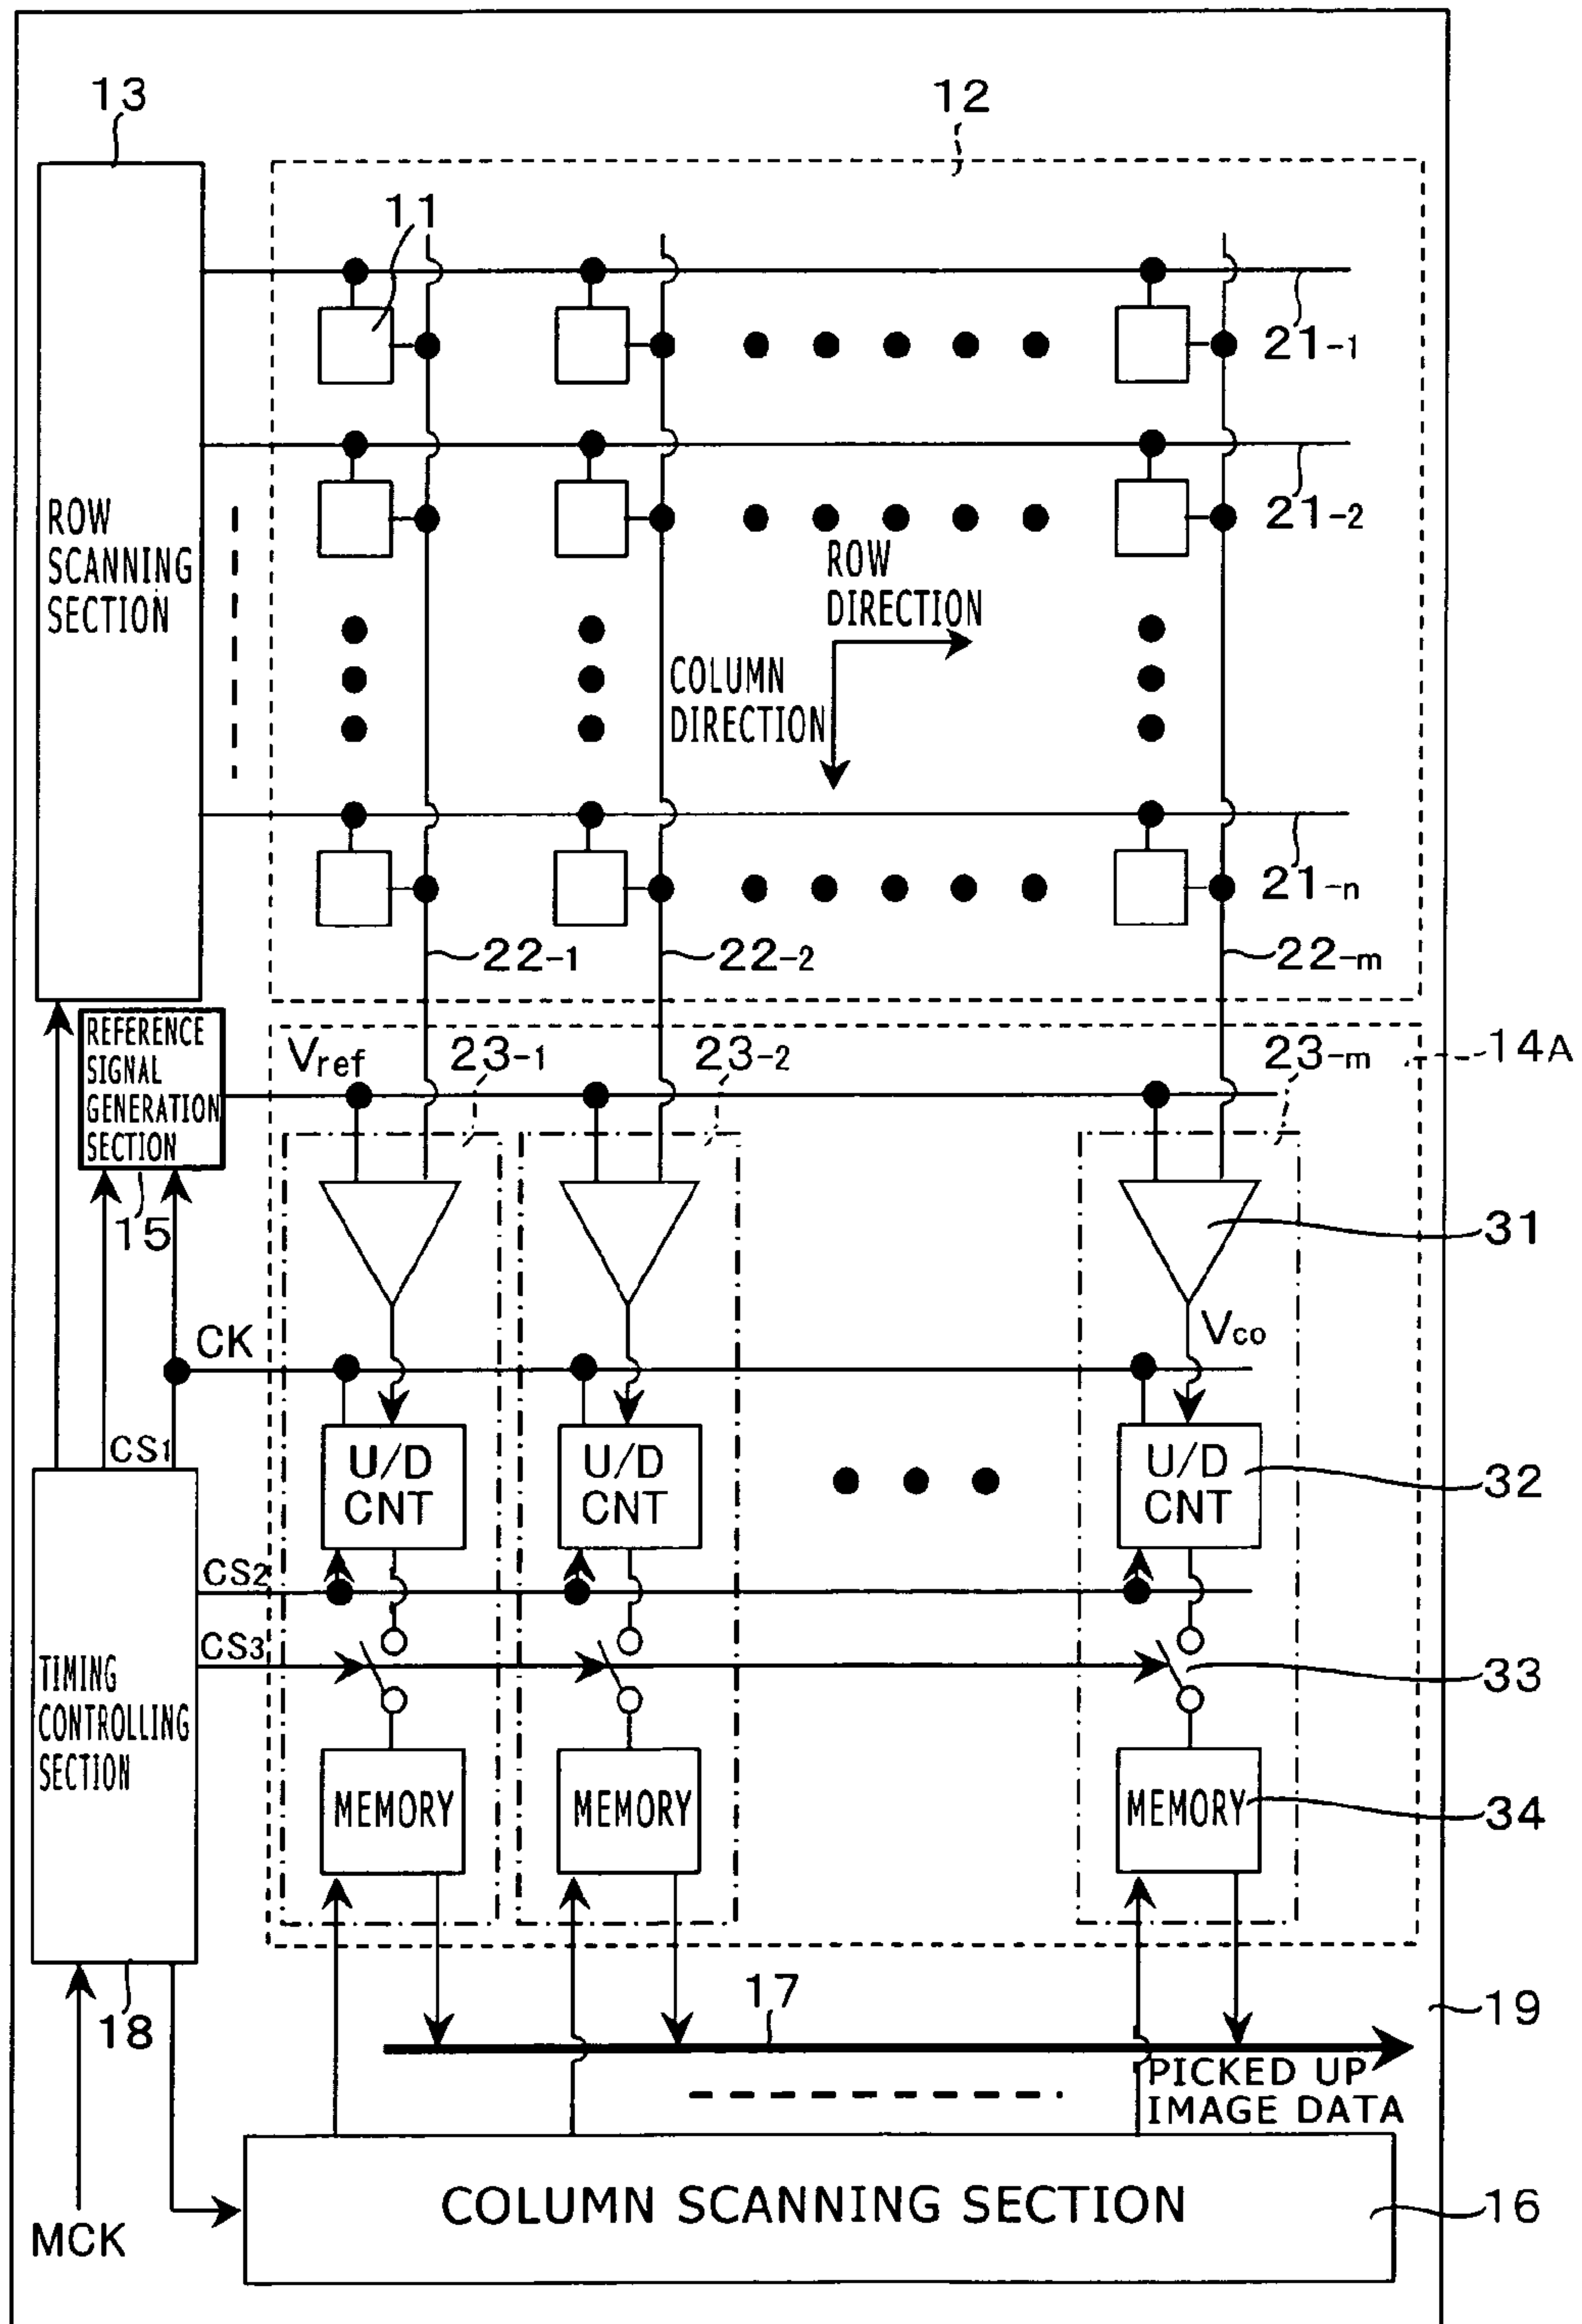 13
12
11
21-1
21-2
ROW
SCANNING
SECTION
ROW
DIRECTION
COLUMN
DIRECTION
21-n
22-1
22-2
22-m
REFERENCE
SIGNAL
GENERATION
SECTION
Vref
23-1
23-2
23-m
14A
15
31
CK
Vco
CS1
U/D
CNT
U/D
CNT
U/D
CNT
32
CS2
CS3
33
TIMING
CONTROLLING
SECTION
MEMORY
MEMORY
MEMORY
34
18
17
19
PICKED UP
IMAGE DATA
COLUMN SCANNING SECTION
16
MCK